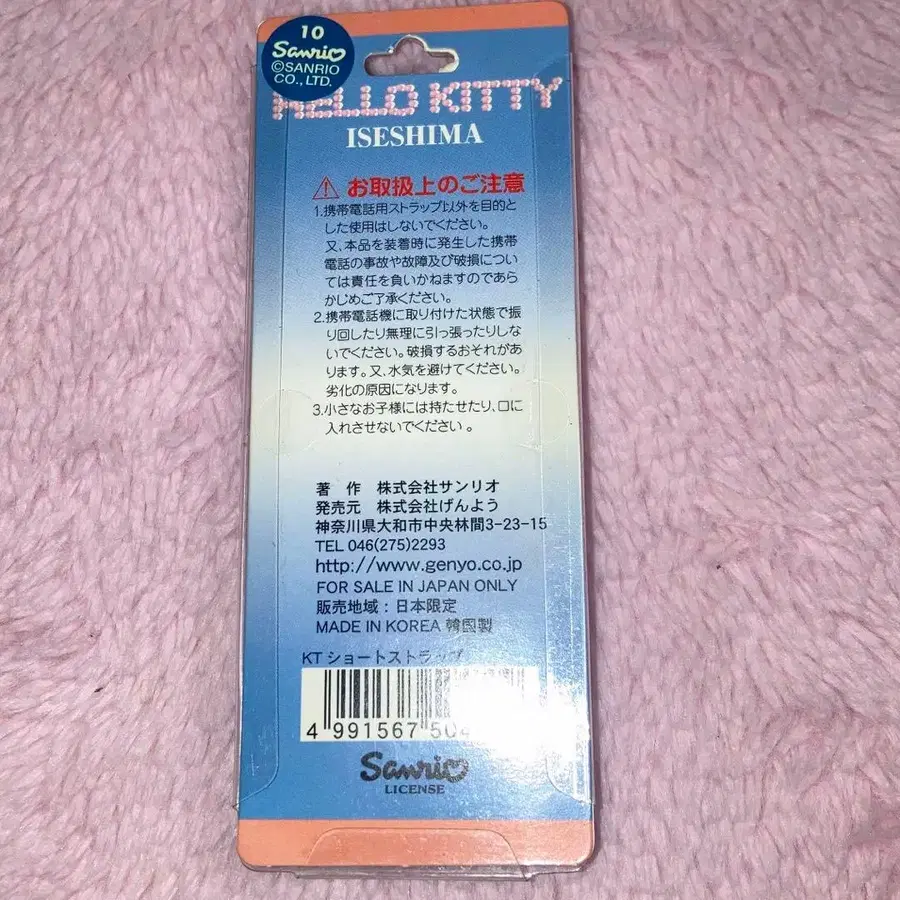 10
Sanrio
©SANRIO
CO.,LTD.
HELLO KITTY
ISESHIMA
お取扱上のご注意
1.携帯電話用ストラップ以外を目的と
した使用はしないでください。
又、本品を装着時に発生した携帯
電話の事故や故障及び破損につい
ては責任を負いかねますのであら
かじめご了承ください。
2.携帯電話機に取り付けた状態で振
り回したり無理に引っ張ったりしな
いでください。破損するおそれがあ
ります。又、水気を避けてください。
劣化の原因になります。
3.小さなお子様には持たせたり、口に
入れさせないでください。
著 作 株式会社サンリオ
発売元 株式会社げんよう
神奈川県大和市中央林間3-23-15
TEL 046(275)2293
http://www.genyo.co.jp
FOR SALE IN JAPAN ONLY
販売地域:日本限定
MADE IN KOREA 韓国製
KTショートストラップ
4 991567 50
Sanrio
LICENSE